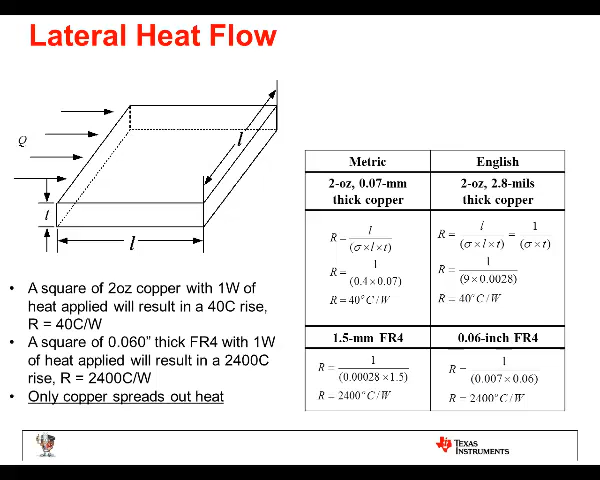 Lateral Heat Flow
Q
l
t
l
Metric
English
2-oz, 0.07-mm
thick copper
2-oz, 2.8-mils
thick copper
R = l / (σ × l × t)
R = 1 / (0.4 × 0.07)
R = 40°C/W
R = l / (σ × l × t) = 1 / (σ × t)
R = 1 / (9 × 0.0028)
R = 40°C/W
1.5-mm FR4
0.06-inch FR4
R = 1 / (0.00028 × 1.5)
R = 2400°C/W
R = 1 / (0.007 × 0.06)
R = 2400°C/W
• A square of 2oz copper with 1W of
heat applied will result in a 40C rise,
R = 40C/W
• A square of 0.060” thick FR4 with 1W
of heat applied will result in a 2400C
rise, R = 2400C/W
• Only copper spreads out heat
TEXAS
INSTRUMENTS